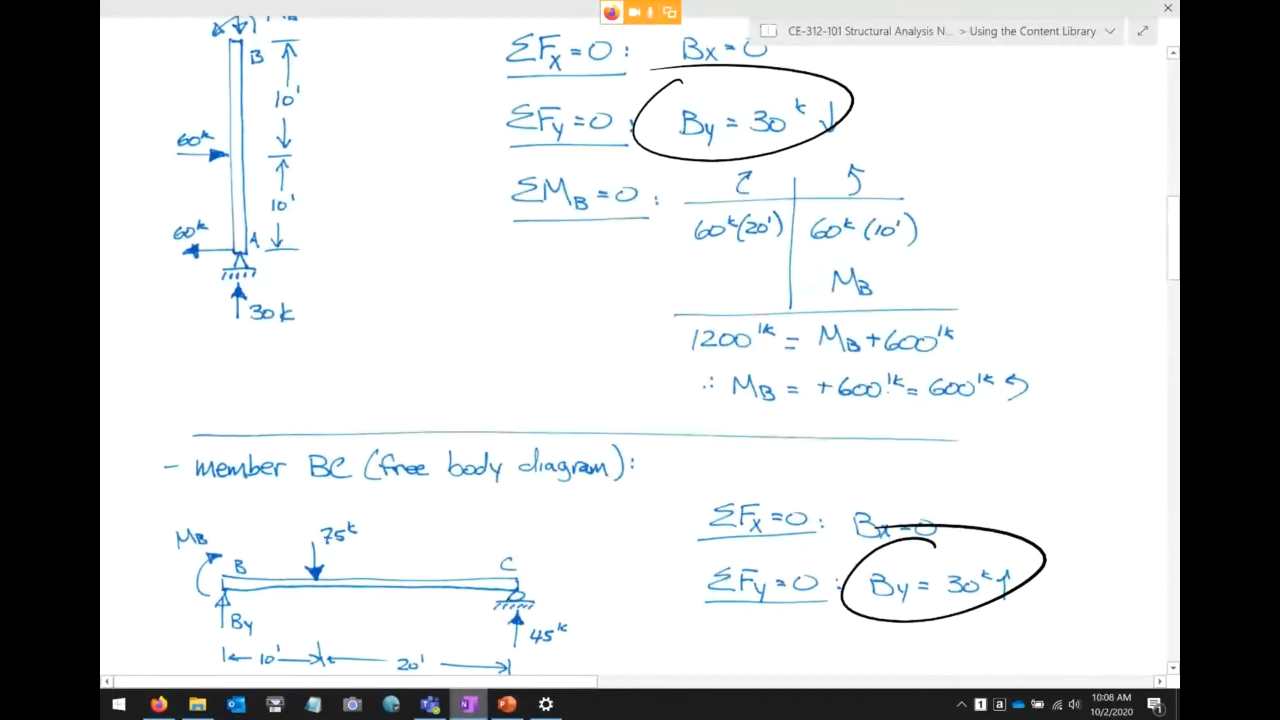 CE-312-101 Structural Analysis N... > Using the Content Library
B
10'
60k
10'
60k
A
30k
ΣFx=0: Bx=0
ΣFy=0: By = 30k ↓
ΣMB=0:
60k(20') 60k(10')
MB
1200'k = MB+600'k
∴ MB = +600'k = 600'k
- member BC (free body diagram):
MB
75k
B
C
By
45k
10' 20'
ΣFx=0: Bx=0
ΣFy=0: By = 30k↑
10:08 AM
10/2/2020